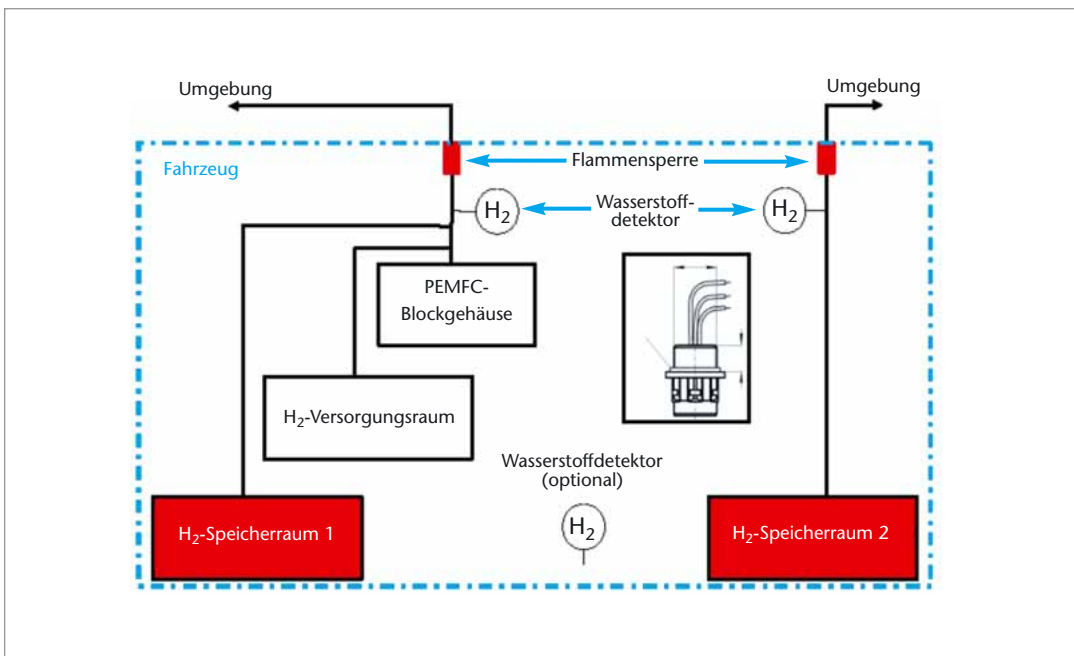 Umgebung
Umgebung
Fahrzeug
Flammensperre
H₂
Wasserstoff-
detektor
H₂
PEMFC-
Blockgehäuse
H₂-Versorgungsraum
Wasserstoffdetektor
(optional)
H₂
H₂-Speicherraum 1
H₂-Speicherraum 2